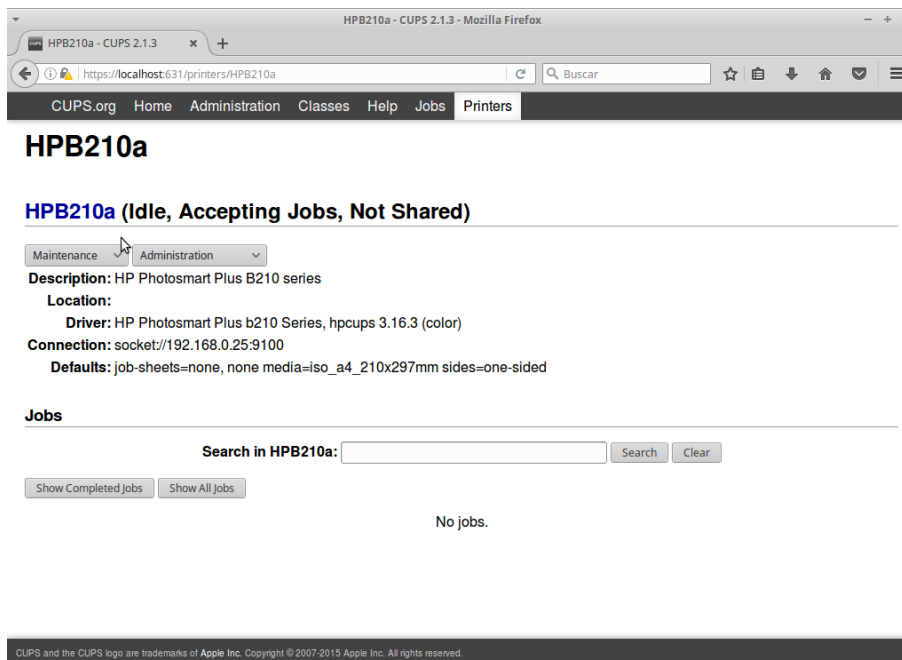 HPB210a - CUPS 2.1.3 - Mozilla Firefox
CUPS HPB210a - CUPS 2.1.3
https://localhost:631/printers/HPB210a Buscar
CUPS.org Home Administration Classes Help Jobs Printers
HPB210a
HPB210a (Idle, Accepting Jobs, Not Shared)
Maintenance Administration
Description: HP Photosmart Plus B210 series
Location:
Driver: HP Photosmart Plus b210 Series, hpcups 3.16.3 (color)
Connection: socket://192.168.0.25:9100
Defaults: job-sheets=none, none media=iso_a4_210x297mm sides=one-sided
Jobs
Search in HPB210a: Search Clear
Show Completed Jobs Show All Jobs
No jobs.
CUPS and the CUPS logo are trademarks of Apple Inc. Copyright © 2007-2015 Apple Inc. All rights reserved.